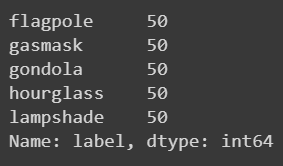 flagpole     50
gasmask      50
gondola      50
hourglass    50
lampshade    50
Name: label, dtype: int64